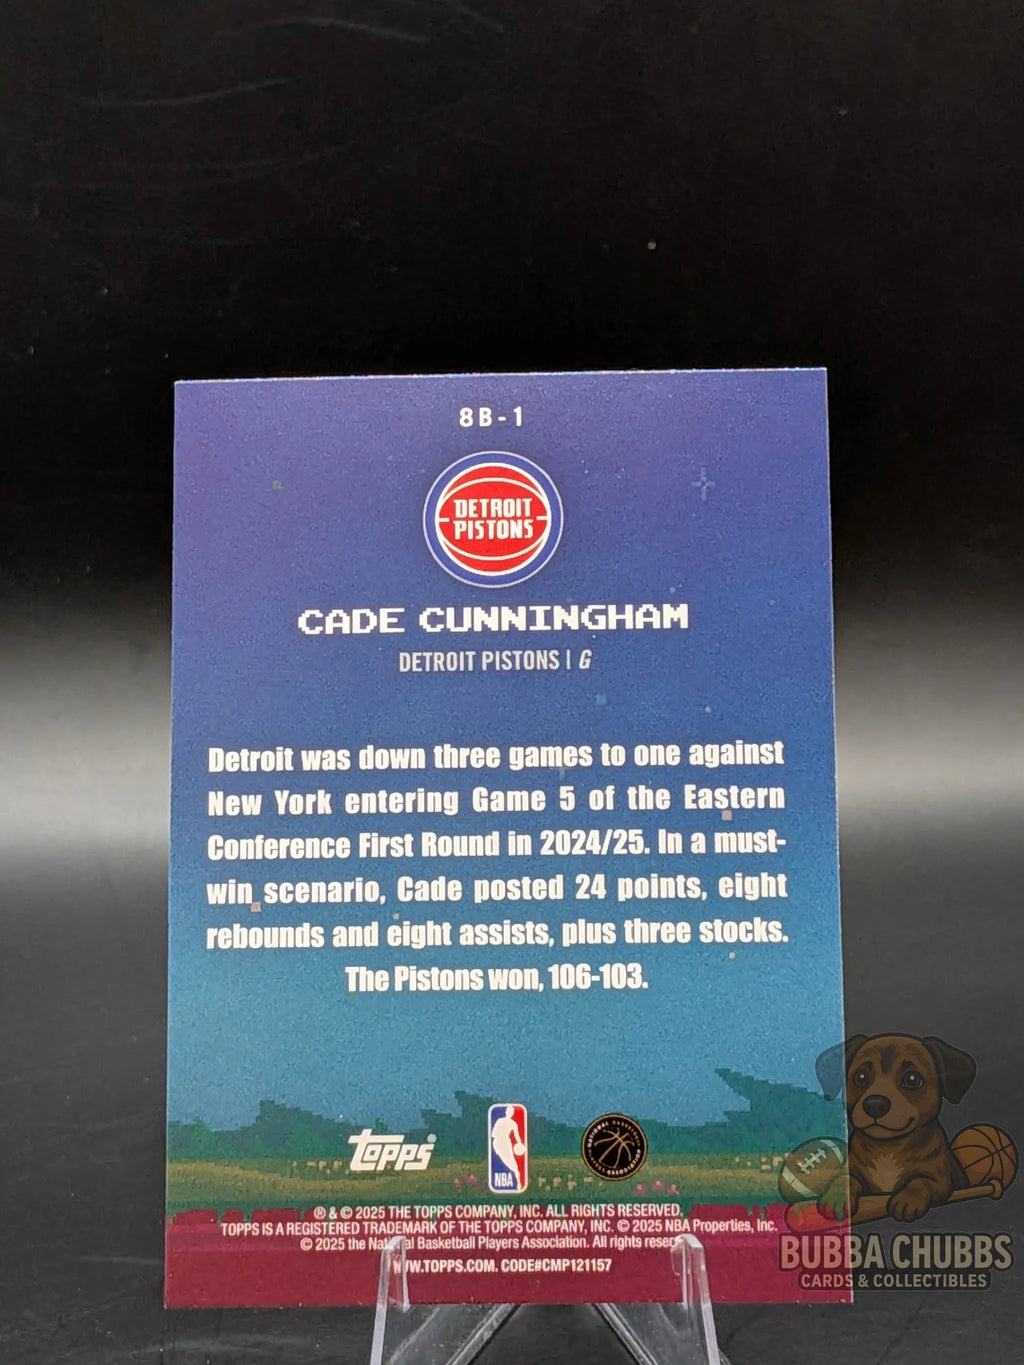 8B-1
DETROIT
PISTONS
CADE CUNNINGHAM
DETROIT PISTONS | G
Detroit was down three games to one against
New York entering Game 5 of the Eastern
Conference First Round in 2024/25. In a must-
win scenario, Cade posted 24 points, eight
rebounds and eight assists, plus three stocks.
The Pistons won, 106-103.
topps®
NBA
® & © 2025 THE TOPPS COMPANY, INC. ALL RIGHTS RESERVED.
TOPPS IS A REGISTERED TRADEMARK OF THE TOPPS COMPANY, INC. © 2025 NBA Properties, Inc.
© 2025 the National Basketball Players Association. All rights
WWW.TOPPS.COM. CODE#CMP121157
BUBBA CHUBBS
CARDS & COLLECTIBLES